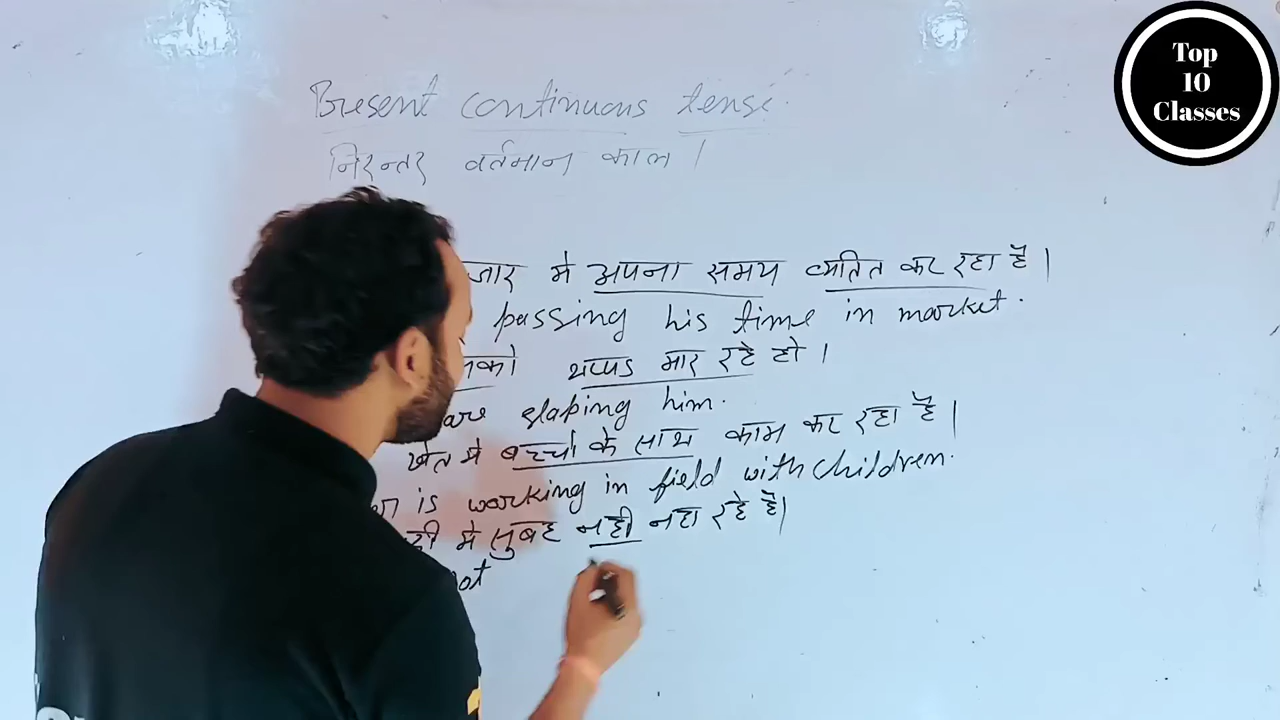 Present continuous tense.
निरन्तर वर्तमान काल।
जार मे अपना समय व्यतित कर रहा है।
passing his time in market.
थप्पड मार रहे हो।
are slaping him.
खेत मे बच्चो के साथ काम कर रहा है।
is working in field with children.
मे सुबह नही नहा रहे है।
Top
10
Classes